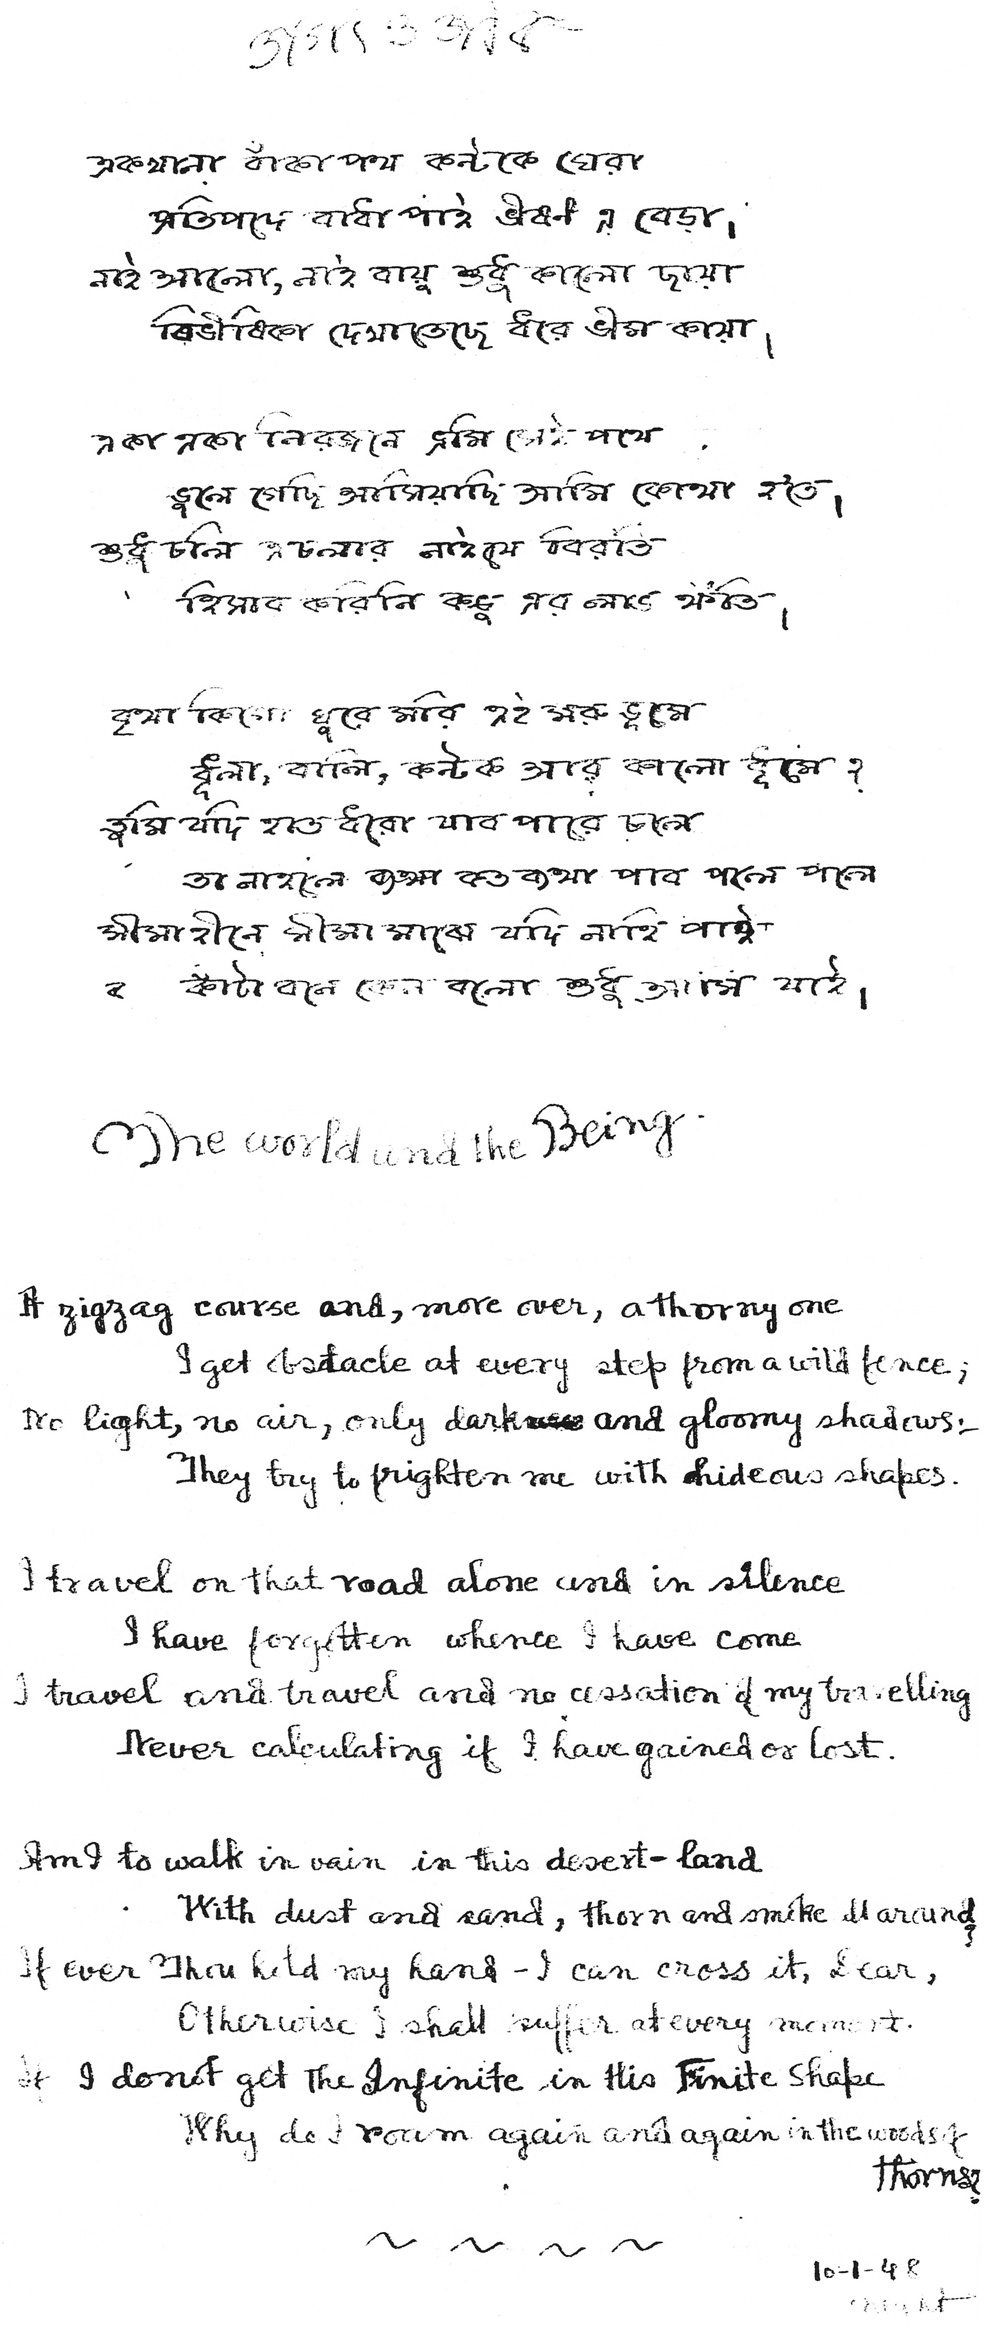 জগৎ ও জীব
একখানা বাঁকা পথ কন্টকে ঘেরা
প্রতিপদে বাধা পাই ভীষণ এ বেড়া।
নাই আলো, নাই বায়ু শুধু কালো ছায়া
বিভীষিকা দেখাতেছে ধরে ভীম কায়া।
একা একা নিরজনে ভ্রমি সেই পথে
ভুলে গেছি আসিয়াছি আমি কোথা হ'তে।
শুধু চলি এ চলার নাই যে বিরতি
হিসাব করিনি কভু এর লাভ ক্ষতি।
বৃথা কিগো ঘুরে মরি এই মরু ভূমে
ধূলা, বালি, কন্টক আর কালো ধূমে?
তুমি যদি হাত ধরো যাব পারে চলে
তা না হলে কত ব্যথা পাব পলে পলে
সীমাহীনে সীমা মাঝে যদি নাহি পাই
কাঁটা বনে কেন বলো শুধু আমি যাই।
The world and the Being.
A zigzag course and, more over, a thorny one
I get obstacle at every step from a wild fence;
No light, no air, only dark and gloomy shadows:-
They try to frighten me with hideous shapes.
I travel on that road alone and in silence
I have forgotten whence I have come
I travel and travel and no cessation of my travelling
Never calculating if I have gained or lost.
Am I to walk in vain in this desert-land
With dust and sand, thorn and smoke all around?
If ever Thou hold my hand - I can cross it, Dear,
Otherwise I shall suffer at every moment.
If I donot get The Infinite in His Finite Shape
Why do I roam again and again in the woods of
thorns?
~ ~ ~ ~
10-1-48
night